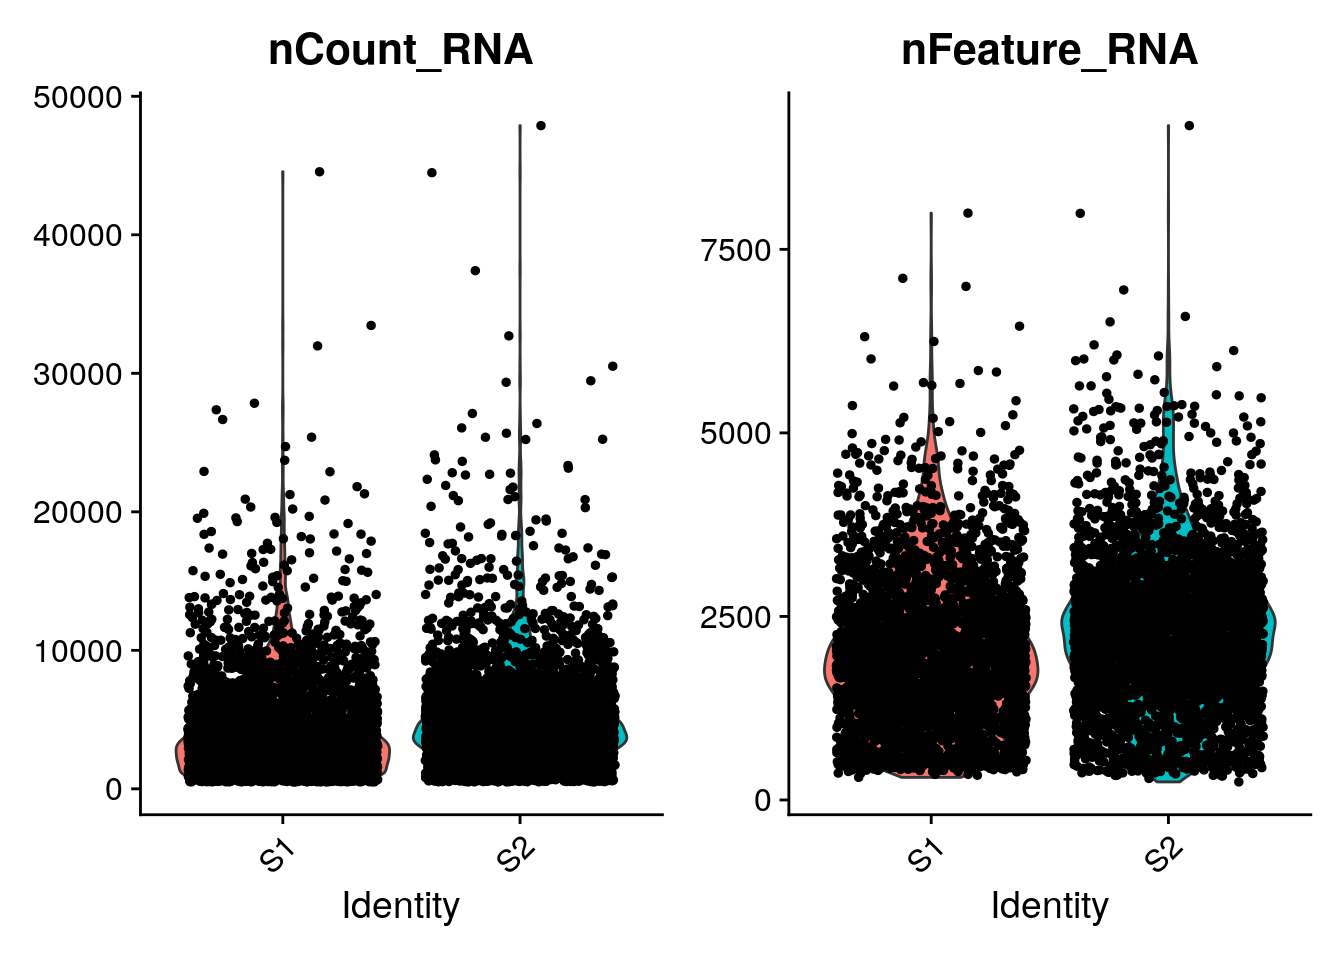 nCount_RNA
50000
40000
30000
20000
10000
0
S1
S2
Identity
nFeature_RNA
7500
5000
2500
0
S1
S2
Identity